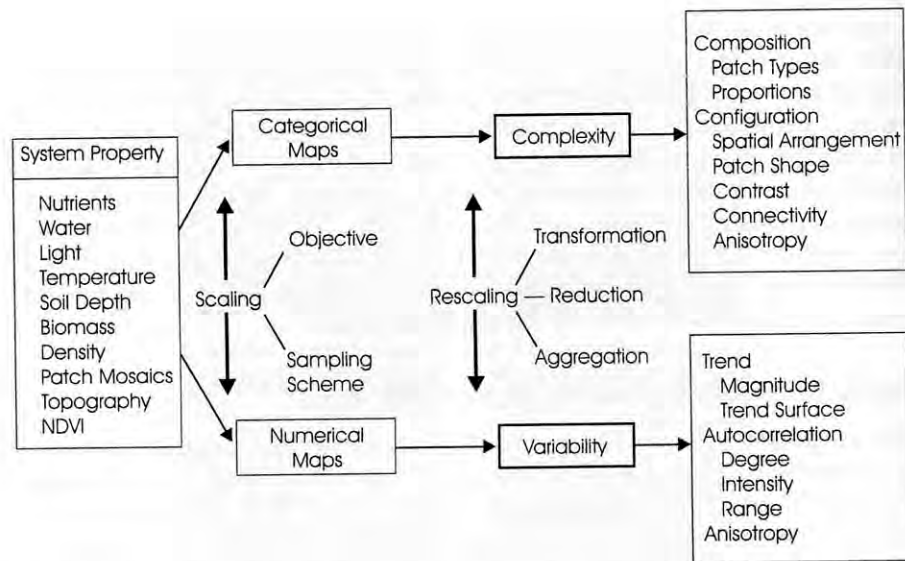 System Property
Nutrients
Water
Light
Temperature
Soil Depth
Biomass
Density
Patch Mosaics
Topography
NDVI
Categorical
Maps
Scaling
Objective
Sampling
Scheme
Numerical
Maps
Complexity
Rescaling
Transformation
Reduction
Aggregation
Variability
Composition
Patch Types
Proportions
Configuration
Spatial Arrangement
Patch Shape
Contrast
Connectivity
Anisotropy
Trend
Magnitude
Trend Surface
Autocorrelation
Degree
Intensity
Range
Anisotropy